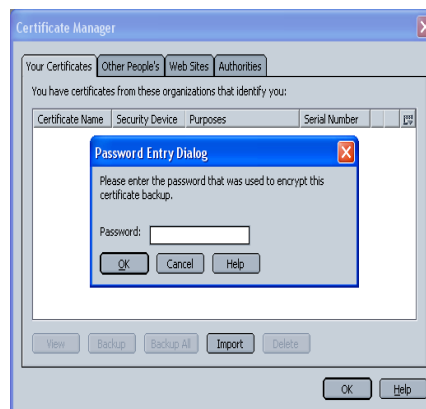 Certificate Manager
Your Certificates Other People's Web Sites Authorities
You have certificates from these organizations that identify you:
Certificate Name Security Device Purposes Serial Number
Password Entry Dialog
Please enter the password that was used to encrypt this
certificate backup.
Password:
OK Cancel Help
View Backup Backup All Import Delete
OK Help